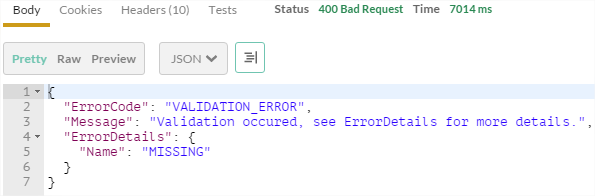 Body Cookies Headers (10) Tests Status 400 Bad Request Time 7014 ms
Pretty Raw Preview JSON
1 {
2 "ErrorCode": "VALIDATION_ERROR",
3 "Message": "Validation occured, see ErrorDetails for more details.",
4 "ErrorDetails": {
5 "Name": "MISSING"
6 }
7 }